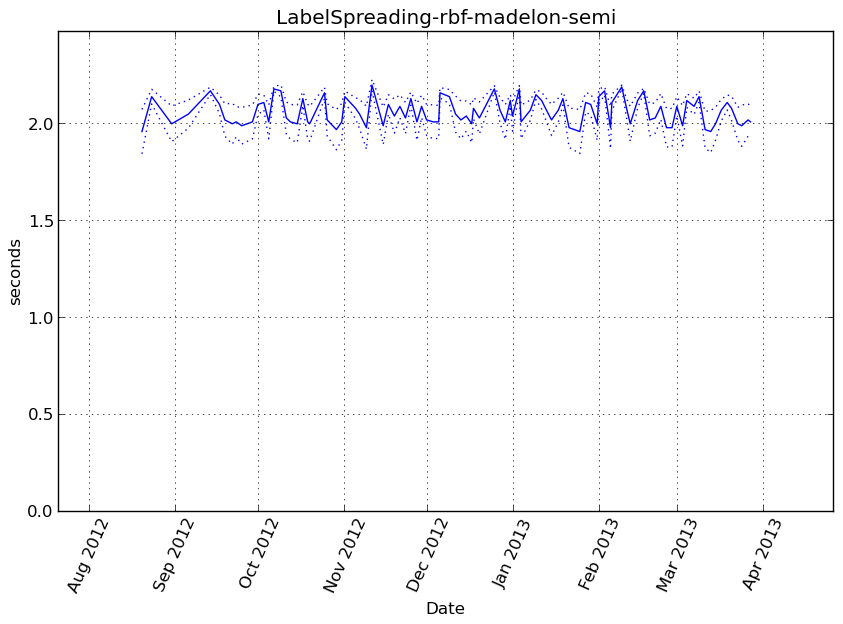 LabelSpreading-rbf-madelon-semi
2.0
1.5
1.0
0.5
0.0
seconds
Aug 2012
Sep 2012
Oct 2012
Nov 2012
Dec 2012
Jan 2013
Feb 2013
Mar 2013
Apr 2013
Date